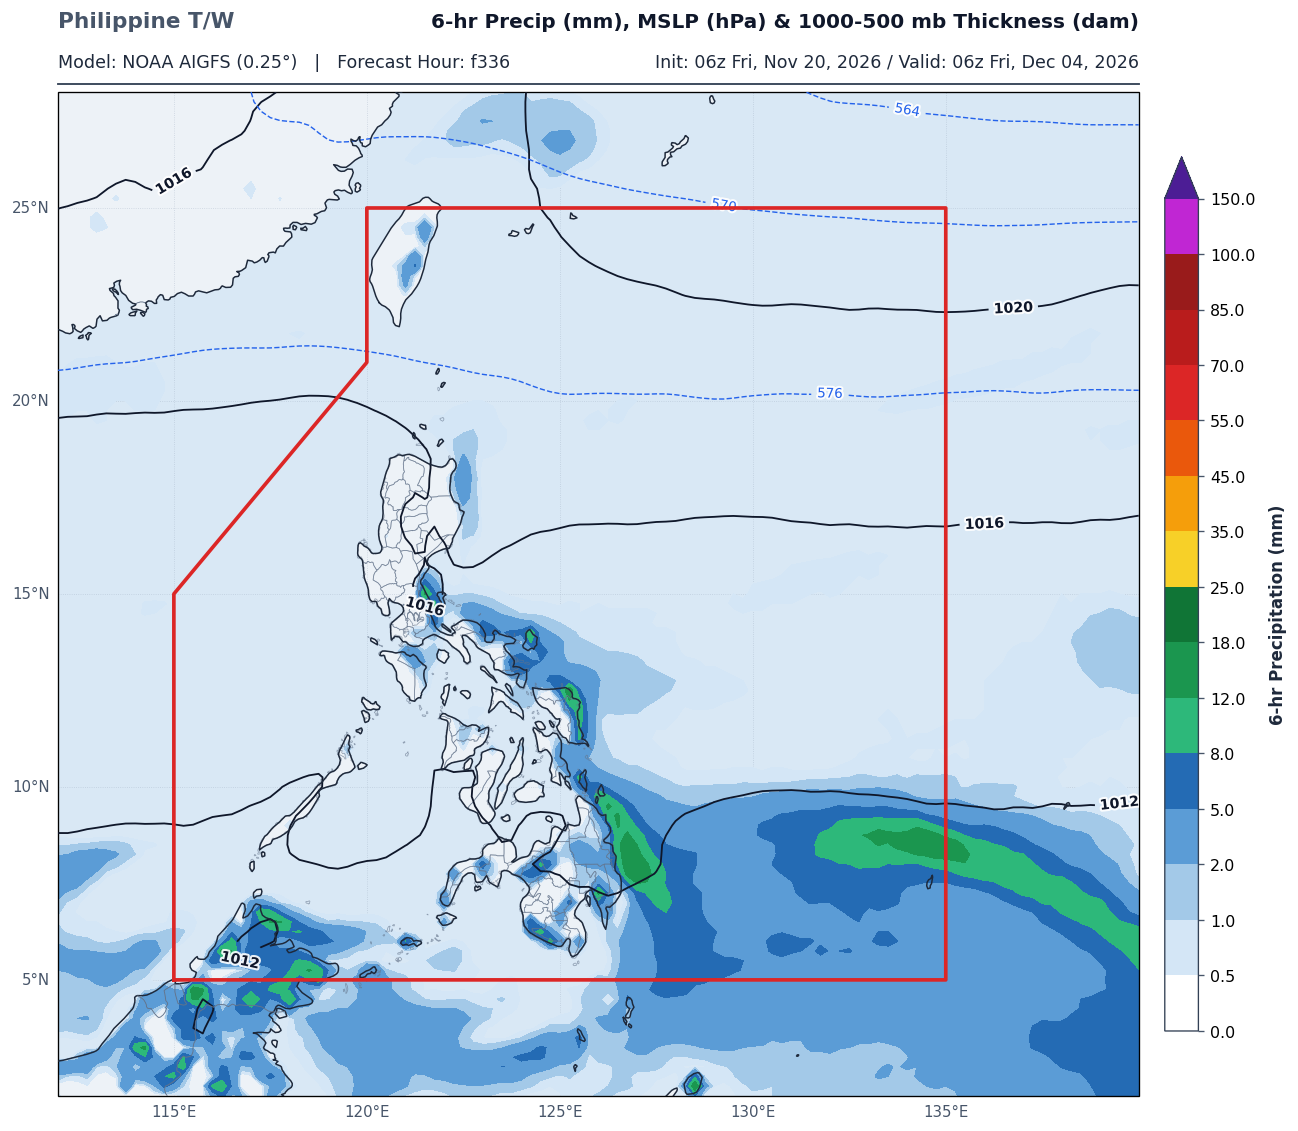 Philippine T/W
6-hr Precip (mm), MSLP (hPa) & 1000-500 mb Thickness (dam)
Model: NOAA AIGFS (0.25°) | Forecast Hour: f336
Init: 06z Fri, Nov 20, 2026 / Valid: 06z Fri, Dec 04, 2026
564
1016
570
1020
576
1016
1016
1012
1012
25°N
20°N
15°N
10°N
5°N
115°E
120°E
125°E
130°E
135°E
150.0
100.0
85.0
70.0
55.0
45.0
35.0
25.0
18.0
12.0
8.0
5.0
2.0
1.0
0.5
0.0
6-hr Precipitation (mm)